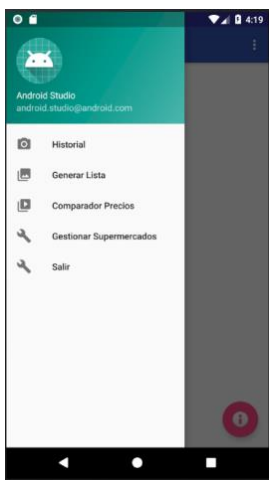 4:19
Android Studio
android.studio@android.com
Historial
Generar Lista
Comparador Precios
Gestionar Supermercados
Salir